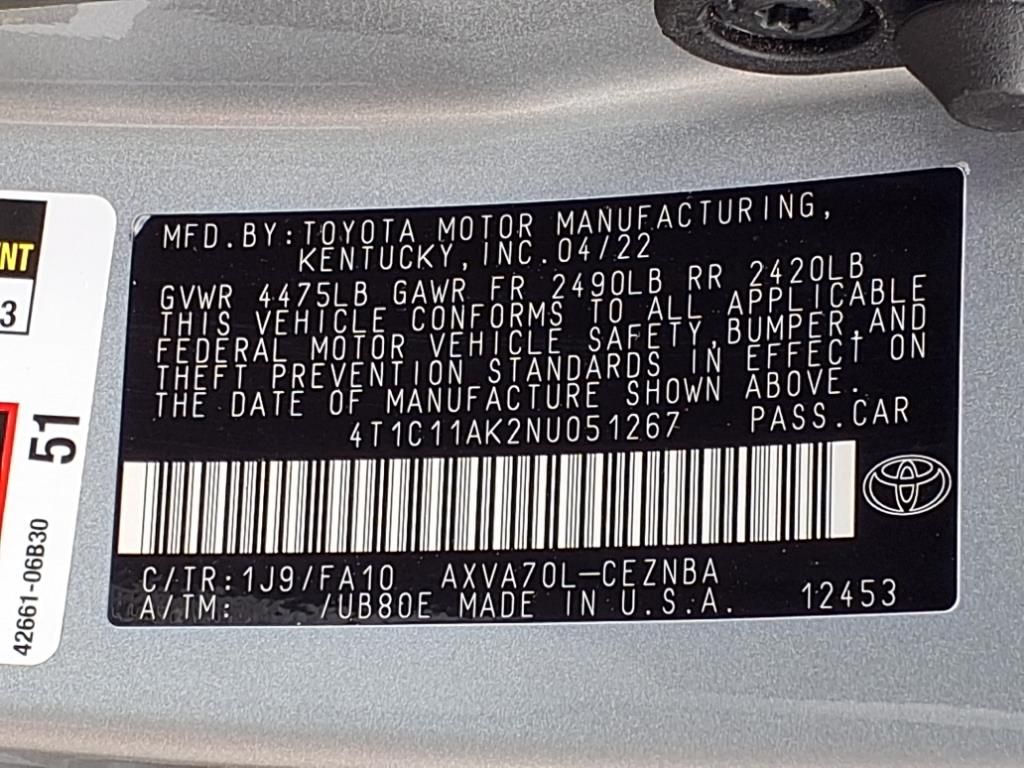 MFD.BY:TOYOTA MOTOR MANUFACTURING,
KENTUCKY,INC.04/22
GVWR 4475LB GAWR FR 2490LB RR 2420LB
THIS VEHICLE CONFORMS TO ALL APPLICABLE
FEDERAL MOTOR VEHICLE SAFETY,BUMPER,AND
THEFT PREVENTION STANDARDS IN EFFECT ON
THE DATE OF MANUFACTURE SHOWN ABOVE.
4T1C11AK2NU051267 PASS.CAR
C/TR:1J9/FA10 AXVA70L-CEZNBA
A/TM: /UB80E MADE IN U.S.A. 12453
NT
3
51
42661-06B30